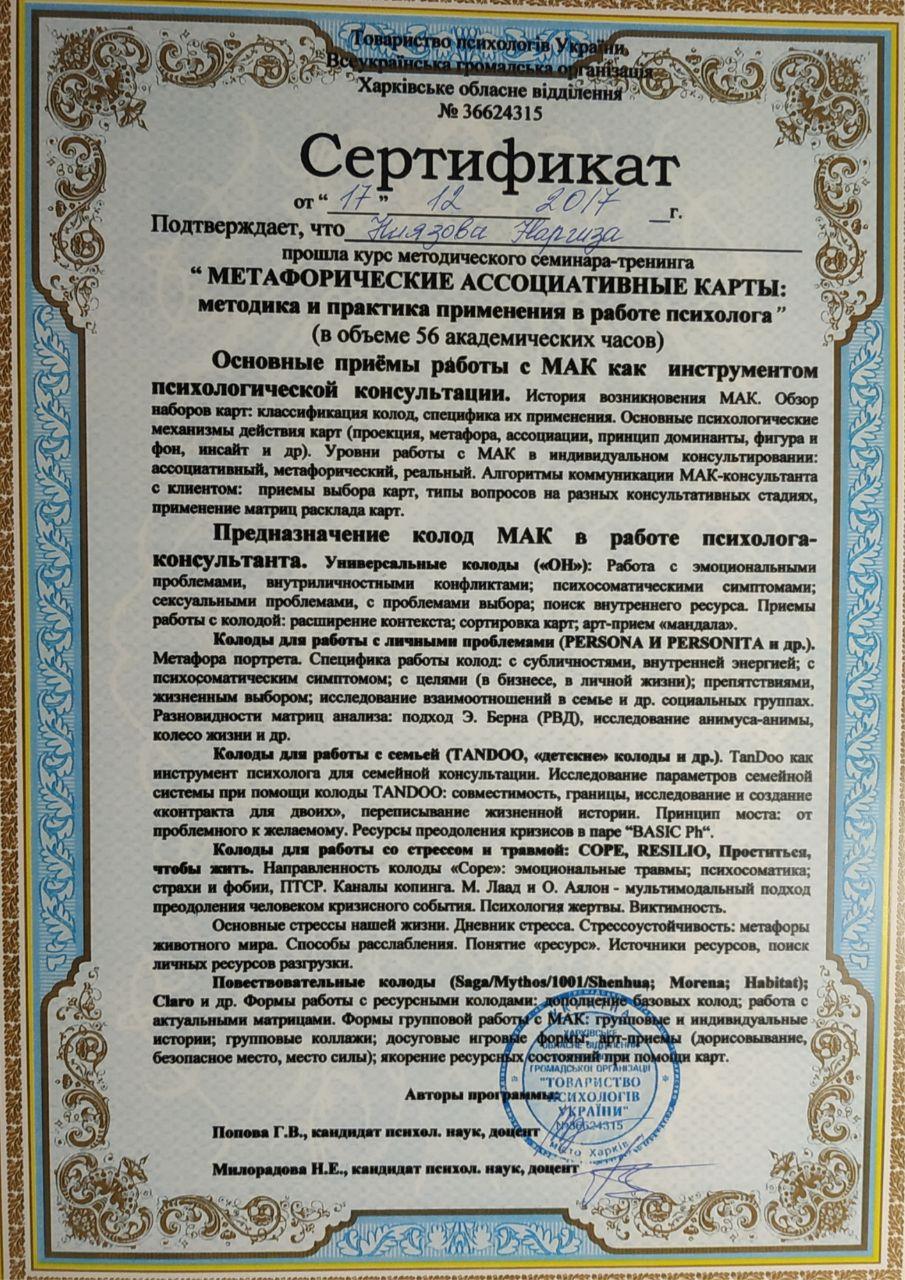 Товариство психологів України,
Всеукраїнська громадська організація
Харківське обласне відділення
№ 36624315
Сертификат
от “ 17 ” 12 2017 г.
Подтверждает, что Ниязова Наргиза
прошла курс методического семинара-тренинга
“ МЕТАФОРИЧЕСКИЕ АССОЦИАТИВНЫЕ КАРТЫ:
методика и практика применения в работе психолога ”
(в объеме 56 академических часов)
Основные приёмы работы с МАК как инструментом
психологической консультации. История возникновения МАК. Обзор
наборов карт: классификация колод, специфика их применения. Основные психологические
механизмы действия карт (проекция, метафора, ассоциации, принцип доминанты, фигура и
фон, инсайт и др). Уровни работы с МАК в индивидуальном консультировании:
ассоциативный, метафорический, реальный. Алгоритмы коммуникации МАК-консультанта
с клиентом: приемы выбора карт, типы вопросов на разных консультативных стадиях,
применение матриц расклада карт.
Предназначение колод МАК в работе психолога-
консультанта. Универсальные колоды («ОН»): Работа с эмоциональными
проблемами, внутриличностными конфликтами; психосоматическими симптомами;
сексуальными проблемами, с проблемами выбора; поиск внутреннего ресурса. Приемы
работы с колодой: расширение контекста; сортировка карт; арт-прием «мандала».
Колоды для работы с личными проблемами (PERSONA И PERSONITA и др.).
Метафора портрета. Специфика работы колод: с субличностями, внутренней энергией; с
психосоматическим симптомом; с целями (в бизнесе, в личной жизни); препятствиями,
жизненным выбором; исследование взаимоотношений в семье и др. социальных группах.
Разновидности матриц анализа: подход Э. Берна (РВД), исследование анимуса-анимы,
колесо жизни и др.
Колоды для работы с семьей (TANDOO, «детские» колоды и др.). TanDoo как
инструмент психолога для семейной консультации. Исследование параметров семейной
системы при помощи колоды TANDOO: совместимость, границы, исследование и создание
«контракта для двоих», переписывание жизненной истории. Принцип моста: от
проблемного к желаемому. Ресурсы преодоления кризисов в паре “BASIC Ph“.
Колоды для работы со стрессом и травмой: COPE, RESILIO, Проститься,
чтобы жить. Направленность колоды «Cope»: эмоциональные травмы; психосоматика;
страхи и фобии, ПТСР. Каналы копинга. М. Лаад и О. Аялон - мультимодальный подход
преодоления человеком кризисного события. Психология жертвы. Виктимность.
Основные стрессы нашей жизни. Дневник стресса. Стрессоустойчивость: метафоры
животного мира. Способы расслабления. Понятие «ресурс». Источники ресурсов, поиск
личных ресурсов разгрузки.
Повествовательные колоды (Saga/Mythos/1001/Shenhua; Morena; Habitat);
Claro и др. Формы работы с ресурсными колодами: дополнение базовых колод; работа с
актуальными матрицами. Формы групповой работы с МАК: групповые и индивидуальные
истории; групповые коллажи; досуговые игровые формы; арт-приемы (дорисовывание,
безопасное место, место силы); якорение ресурсных состояний при помощи карт.
Авторы программы:
Попова Г.В., кандидат психол. наук, доцент
Милорадова Н.Е., кандидат психол. наук, доцент
УКРАЇНА
ХАРКІВСЬКЕ
ОБЛАСНЕ ВІДДІЛЕННЯ
ГРОМАДСЬКОЇ ОРГАНІЗАЦІЇ
"ТОВАРИСТВО
ПСИХОЛОГІВ
УКРАЇНИ"
№36624315
місто Харків